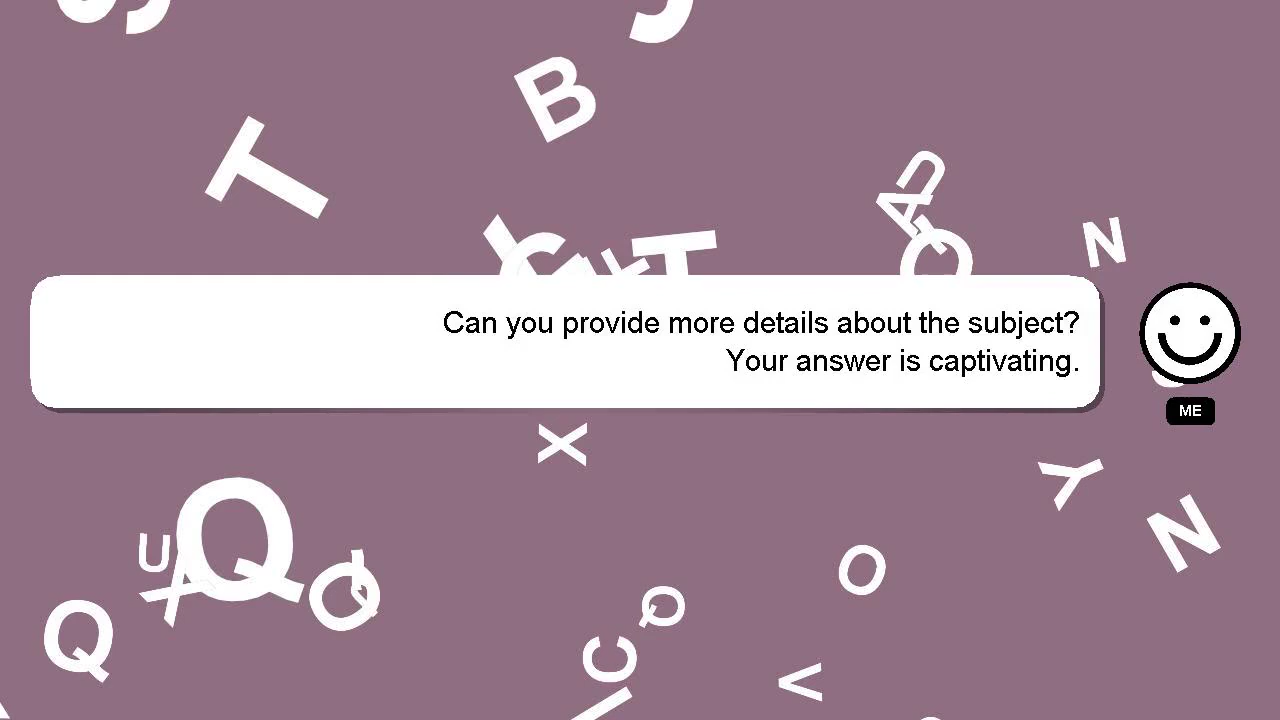 Can you provide more details about the subject?
Your answer is captivating.
ME